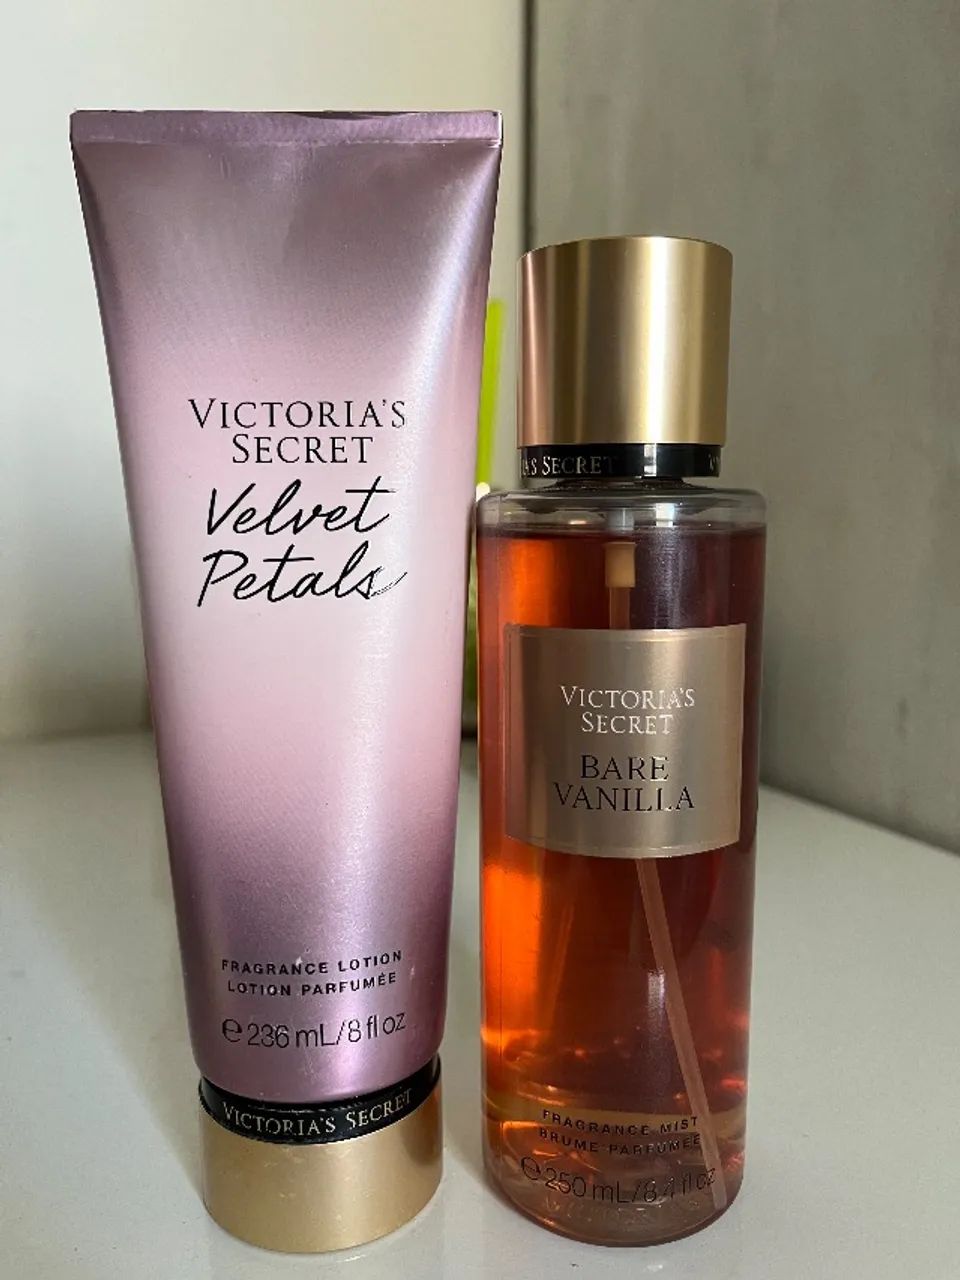 VICTORIA'S
SECRET
Velvet
Petals
FRAGRANCE LOTION
LOTION PARFUMÉE
℮ 236 mL/8 fl oz
VICTORIA'S SECRET
SECRET
VICTORIA'S
SECRET
BARE
VANILLA
FRAGRANCE MIST
BRUME PARFUMÉE
℮ 250 mL/8.4 fl oz